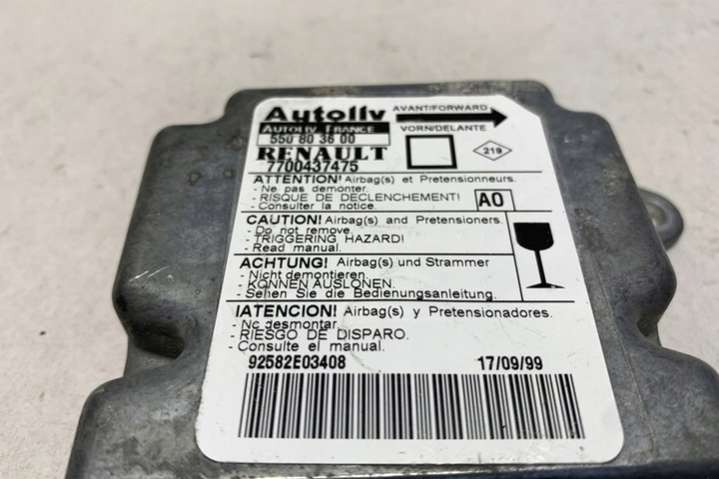 Autoliv
AVANT/FORWARD
AUTOLIV FRANCE
VORN/DELANTE
550 80 36 00
RENAULT
219
7700437475
ATTENTION! Airbag(s) et Pretensionneurs.
- Ne pas demonter.
- RISQUE DE DECLENCHEMENT!
- Consulter la notice.
A0
CAUTION! Airbag(s) and Pretensioners.
- Do not remove.
- TRIGGERING HAZARD!
- Read manual.
ACHTUNG! Airbag(s) und Strammer
- Nicht demontieren.
- KONNEN AUSLONEN.
- Sehen Sie die Bedienungsanleitung.
!ATENCION! Airbag(s) y Pretensionadores.
- No desmontar.
- RIESGO DE DISPARO.
- Consulte el manual.
92582E03408
17/09/99